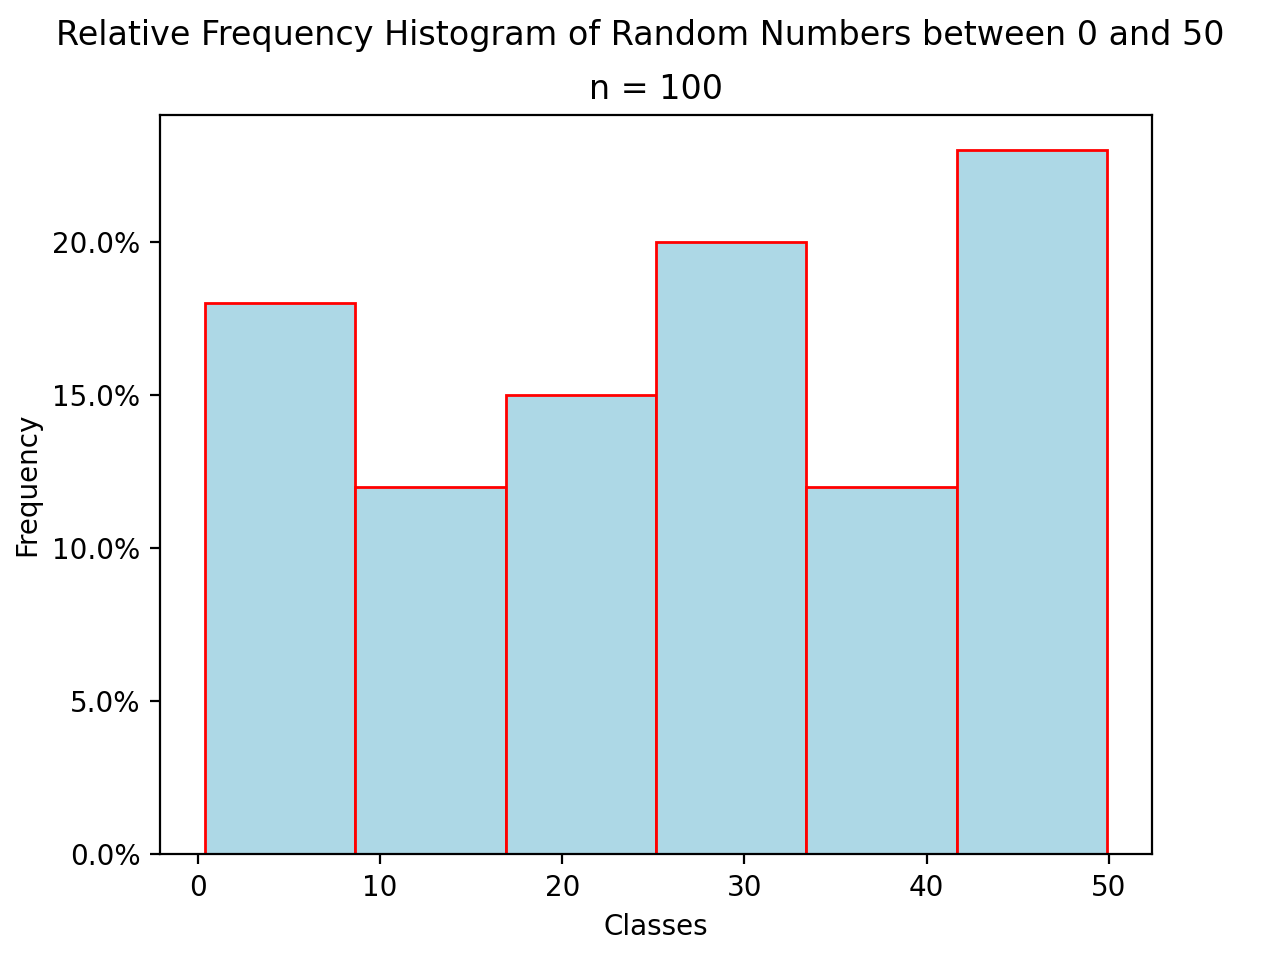 Relative Frequency Histogram of Random Numbers between 0 and 50
n = 100
20.0%
15.0%
10.0%
5.0%
0.0%
Frequency
0 10 20 30 40 50
Classes